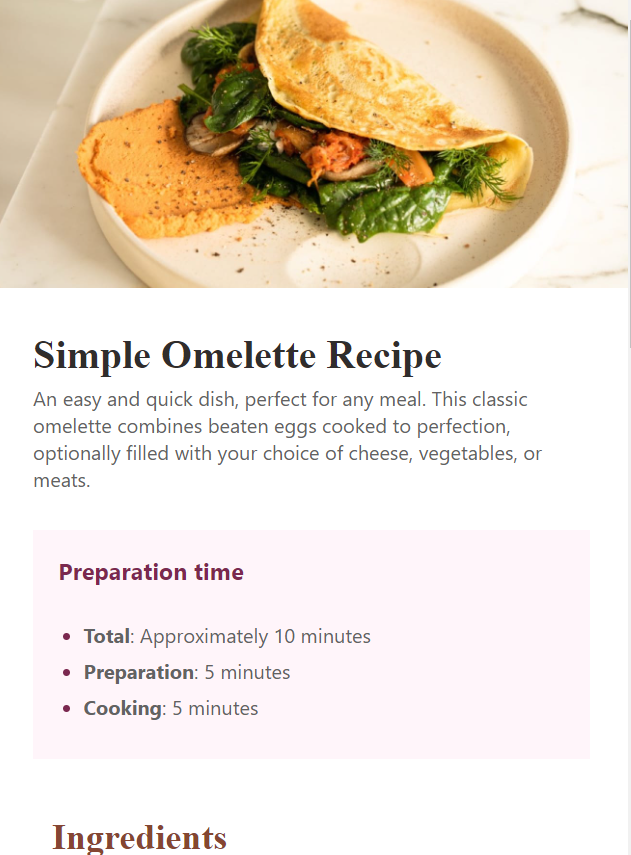 Simple Omelette Recipe
An easy and quick dish, perfect for any meal. This classic
omelette combines beaten eggs cooked to perfection,
optionally filled with your choice of cheese, vegetables, or
meats.
Preparation time
Total: Approximately 10 minutes
Preparation: 5 minutes
Cooking: 5 minutes
Ingredients